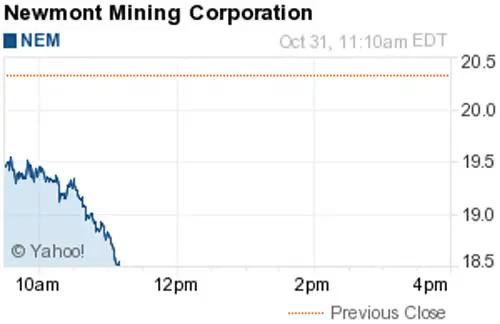 Newmont Mining Corporation
NEM Oct 31, 11:10am EDT
20.5
20.0
19.5
19.0
18.5
© Yahoo!
10am 12pm 2pm 4pm
Previous Close